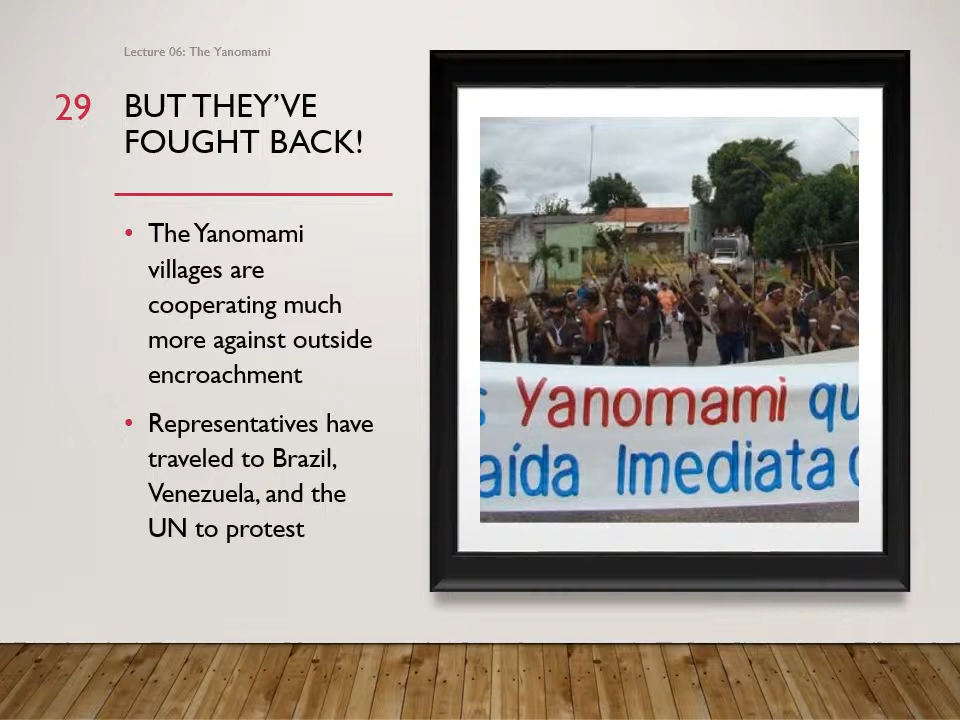 Lecture 06: The Yanomami
29
BUT THEY'VE
FOUGHT BACK!
• The Yanomami
villages are
cooperating much
more against outside
encroachment
• Representatives have
traveled to Brazil,
Venezuela, and the
UN to protest
Yanomami qu
aída Imediata